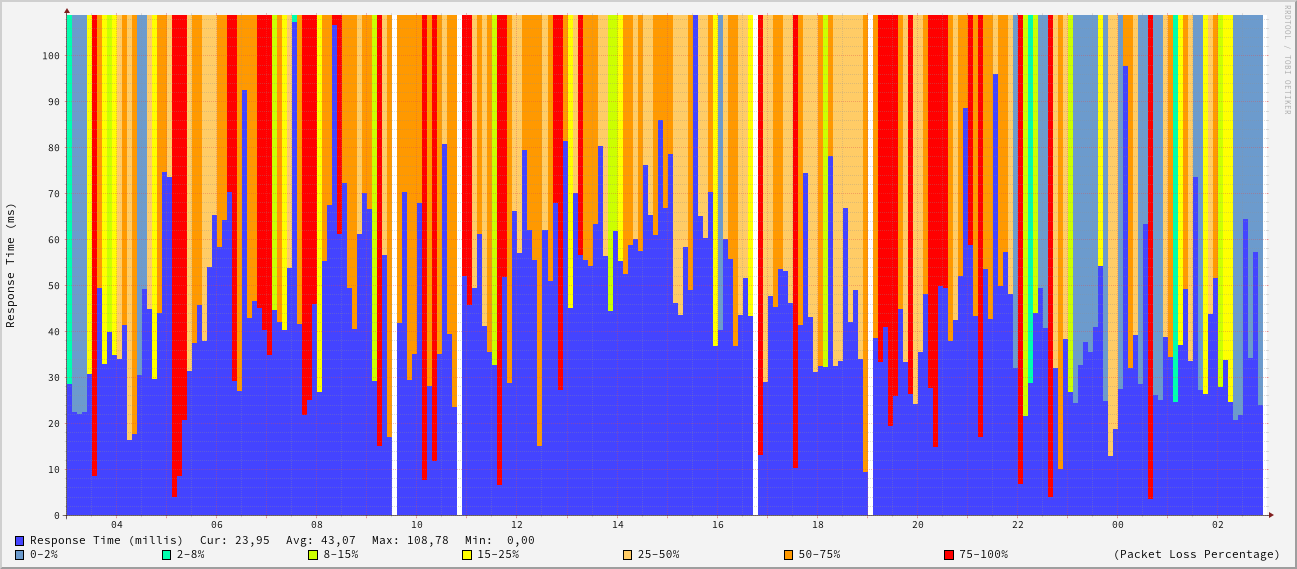 RRDTOOL / TOBI OETIKER
Response Time (ms)
100
90
80
70
60
50
40
30
20
10
0
04 06 08 10 12 14 16 18 20 22 00 02
Response Time (millis) Cur: 23,95 Avg: 43,07 Max: 108,78 Min: 0,00
0-2% 2-8% 8-15% 15-25% 25-50% 50-75% 75-100% (Packet Loss Percentage)